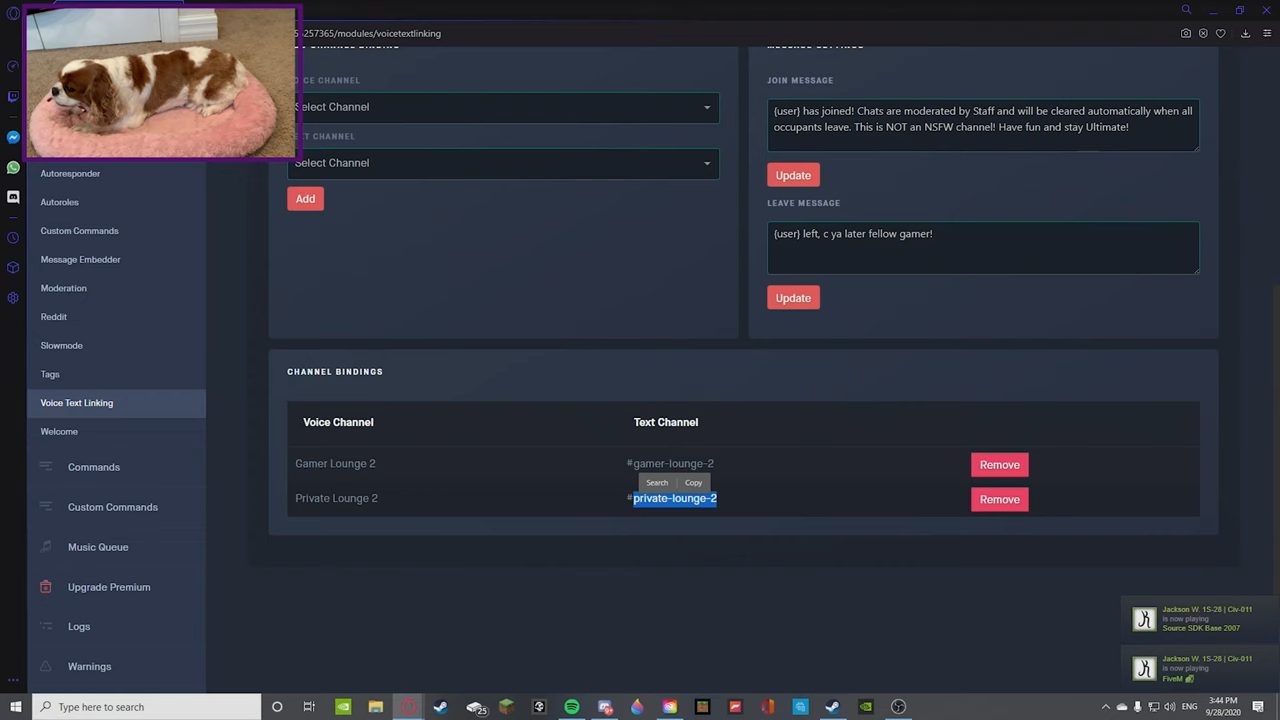 257365/modules/voicetextlinking
VOICE CHANNEL
Select Channel
TEXT CHANNEL
Select Channel
Add
MESSAGE SETTINGS
JOIN MESSAGE
{user} has joined! Chats are moderated by Staff and will be cleared automatically when all
occupants leave. This is NOT an NSFW channel! Have fun and stay Ultimate!
Update
LEAVE MESSAGE
{user} left, c ya later fellow gamer!
Update
Autoresponder
Autoroles
Custom Commands
Message Embedder
Moderation
Reddit
Slowmode
Tags
Voice Text Linking
Welcome
Commands
Custom Commands
Music Queue
Upgrade Premium
Logs
Warnings
CHANNEL BINDINGS
Voice Channel Text Channel
Gamer Lounge 2 #gamer-lounge-2 Remove
Search Copy
Private Lounge 2 #private-lounge-2 Remove
Jackson W. 1S-28 | Civ-011
is now playing
Source SDK Base 2007
Jackson W. 1S-28 | Civ-011
is now playing
FiveM
Type here to search
25
3:44 PM
9/28/2020